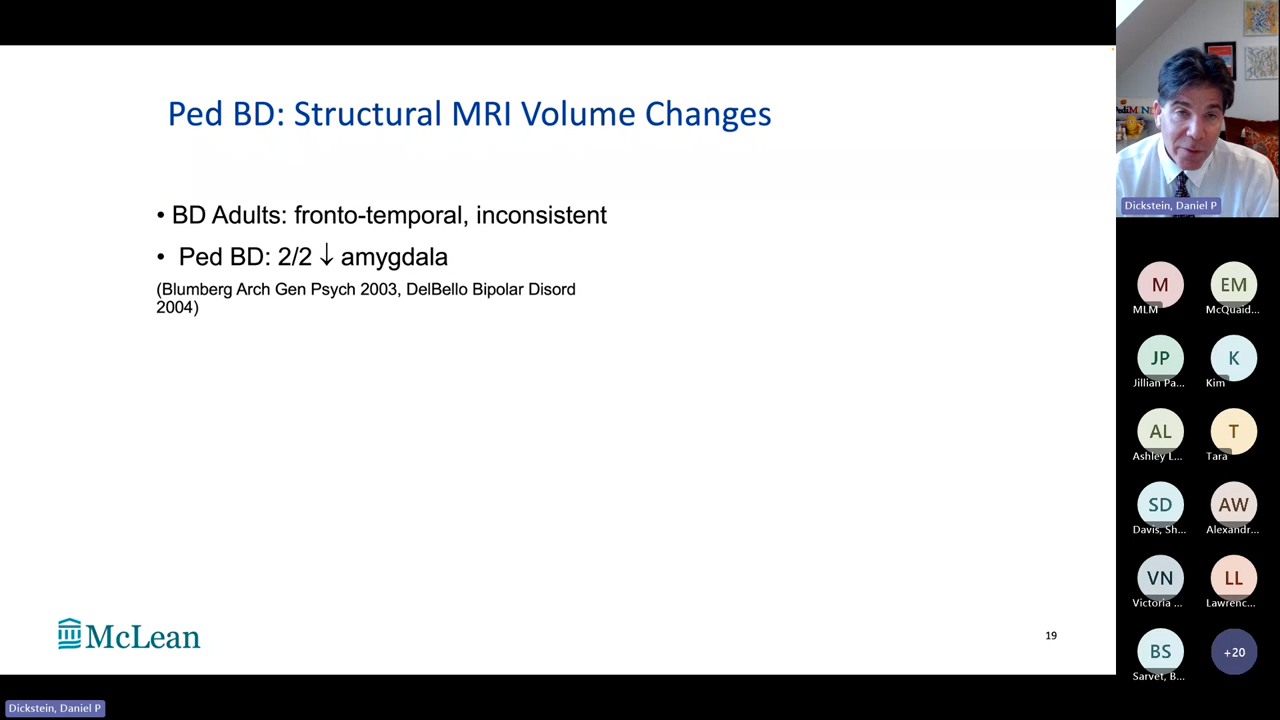 Ped BD: Structural MRI Volume Changes
• BD Adults: fronto-temporal, inconsistent
• Ped BD: 2/2 ↓ amygdala
(Blumberg Arch Gen Psych 2003, DelBello Bipolar Disord
2004)
McLean
19
Dickstein, Daniel P
M
MLM
EM
McQuaid...
JP
Jillian Pa...
K
Kim
AL
Ashley L...
T
Tara
SD
Davis, Sh...
AW
Alexandr...
VN
Victoria ...
LL
Lawrenc...
BS
Sarvet, B...
+20
Dickstein, Daniel P